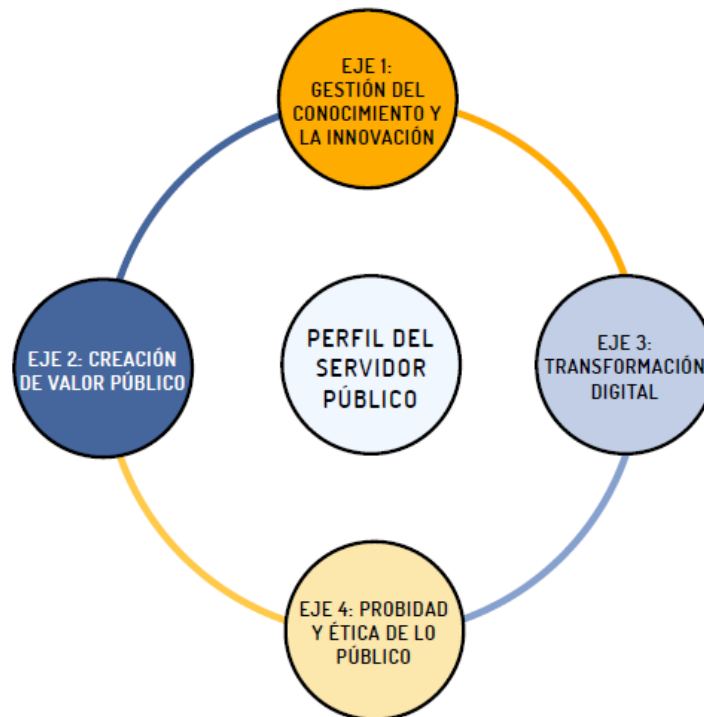 EJE 1:
GESTIÓN DEL
CONOCIMIENTO Y
LA INNOVACIÓN
EJE 2: CREACIÓN
DE VALOR PÚBLICO
PERFIL DEL
SERVIDOR
PÚBLICO
EJE 3:
TRANSFORMACIÓN
DIGITAL
EJE 4: PROBIDAD
Y ÉTICA DE LO
PÚBLICO